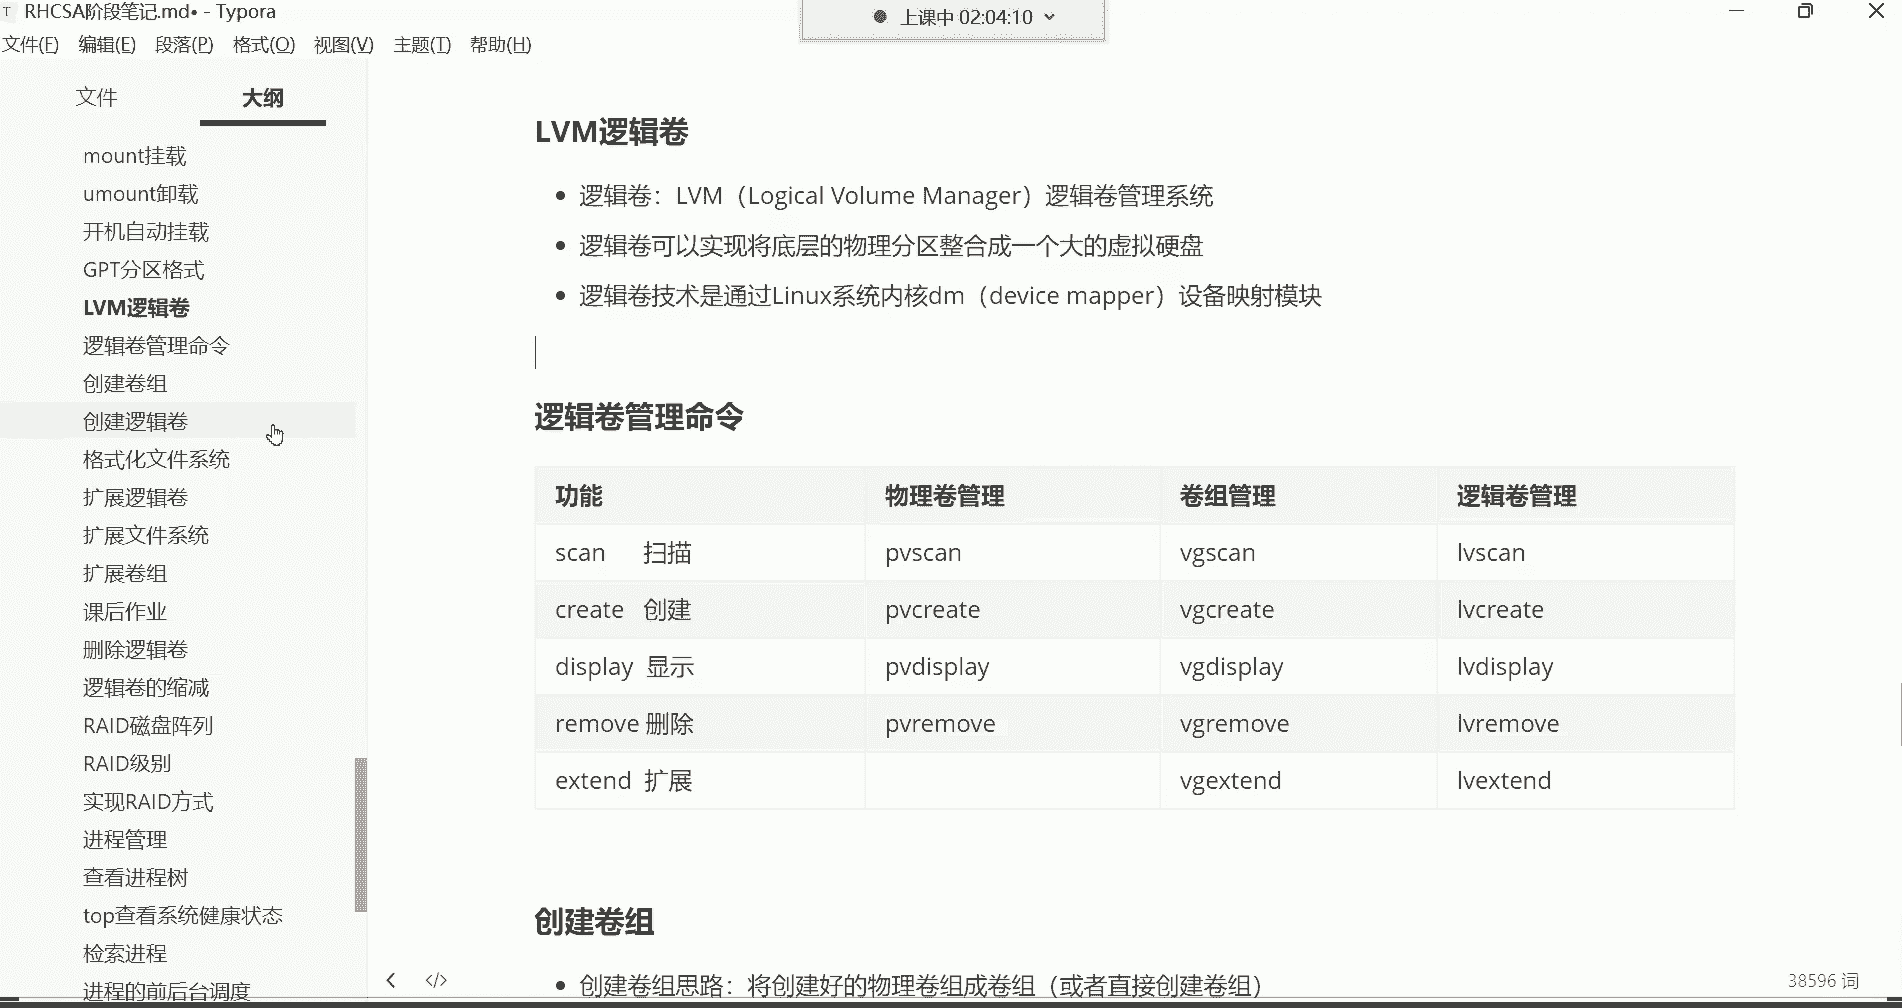 RHCSA阶段笔记.md• - Typora
上课中 02:04:10
文件(F) 编辑(E) 段落(P) 格式(O) 视图(V) 主题(T) 帮助(H)
文件 大纲
mount挂载
umount卸载
开机自动挂载
GPT分区格式
LVM逻辑卷
逻辑卷管理命令
创建卷组
创建逻辑卷
格式化文件系统
扩展逻辑卷
扩展文件系统
扩展卷组
课后作业
删除逻辑卷
逻辑卷的缩减
RAID磁盘阵列
RAID级别
实现RAID方式
进程管理
查看进程树
top查看系统健康状态
检索进程
进程的前后台调度
LVM逻辑卷
逻辑卷：LVM（Logical Volume Manager）逻辑卷管理系统
逻辑卷可以实现将底层的物理分区整合成一个大的虚拟硬盘
逻辑卷技术是通过Linux系统内核dm（device mapper）设备映射模块
逻辑卷管理命令
功能 物理卷管理 卷组管理 逻辑卷管理
scan 扫描 pvscan vgscan lvscan
create 创建 pvcreate vgcreate lvcreate
display 显示 pvdisplay vgdisplay lvdisplay
remove 删除 pvremove vgremove lvremove
extend 扩展 vgextend lvextend
创建卷组
创建卷组思路：将创建好的物理卷组成卷组（或者直接创建卷组）
38596 词